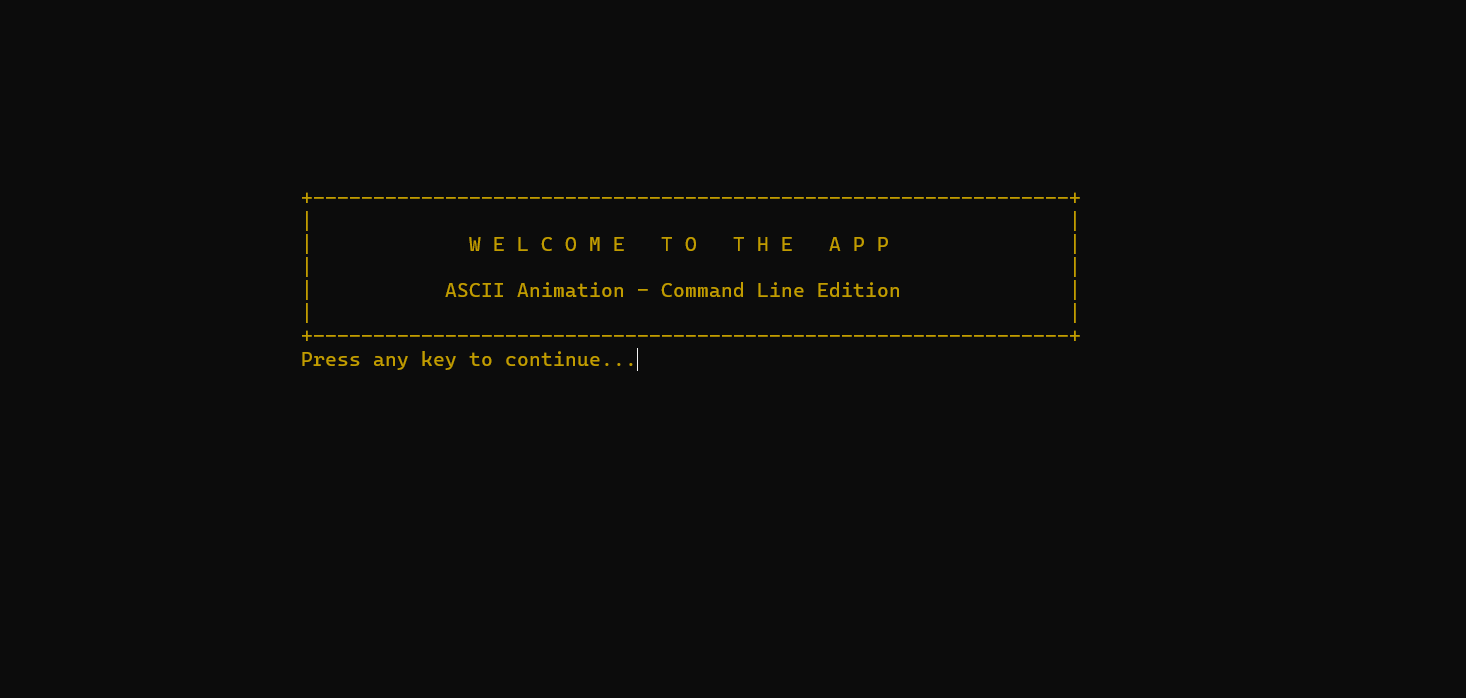 +---------------------------------------------------------------+
|                                                               |
|             W E L C O M E   T O   T H E   A P P               |
|                                                               |
|           ASCII Animation - Command Line Edition              |
|                                                               |
+---------------------------------------------------------------+
Press any key to continue...